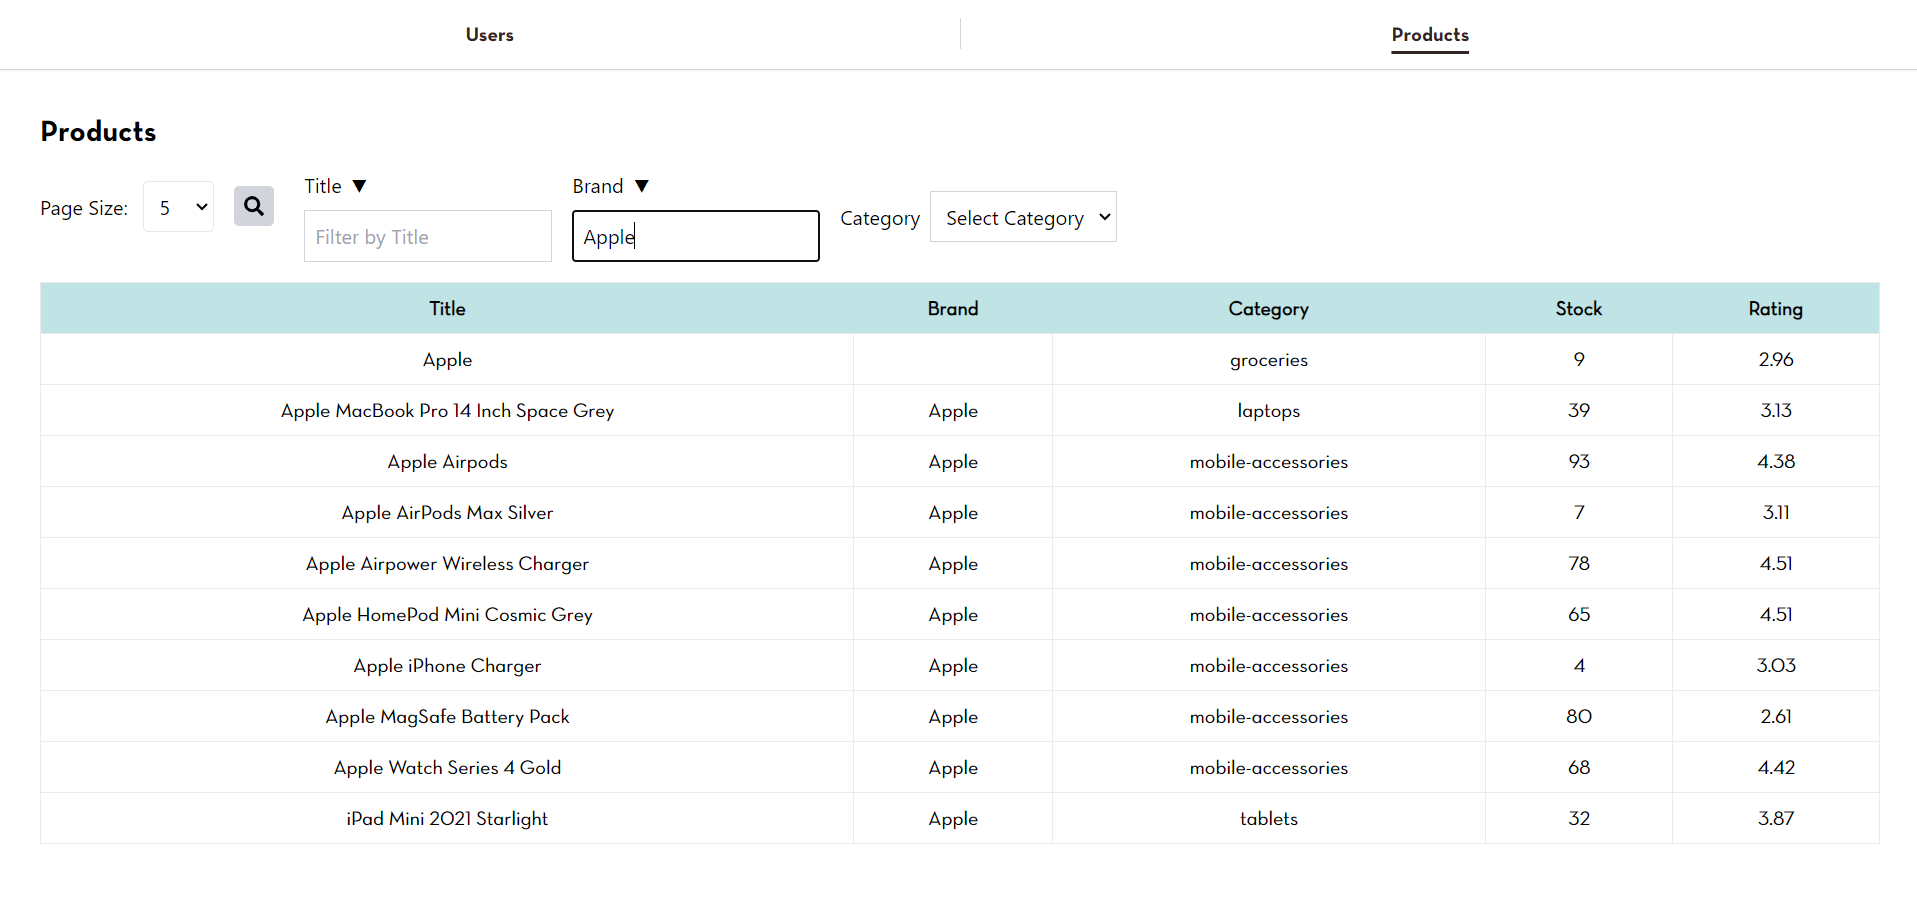 Users Products
Products
Page Size: 5
Title ▼ Brand ▼
Filter by Title Apple Category Select Category
Title Brand Category Stock Rating
Apple groceries 9 2.96
Apple MacBook Pro 14 Inch Space Grey Apple laptops 39 3.13
Apple Airpods Apple mobile-accessories 93 4.38
Apple AirPods Max Silver Apple mobile-accessories 7 3.11
Apple Airpower Wireless Charger Apple mobile-accessories 78 4.51
Apple HomePod Mini Cosmic Grey Apple mobile-accessories 65 4.51
Apple iPhone Charger Apple mobile-accessories 4 3.03
Apple MagSafe Battery Pack Apple mobile-accessories 80 2.61
Apple Watch Series 4 Gold Apple mobile-accessories 68 4.42
iPad Mini 2021 Starlight Apple tablets 32 3.87